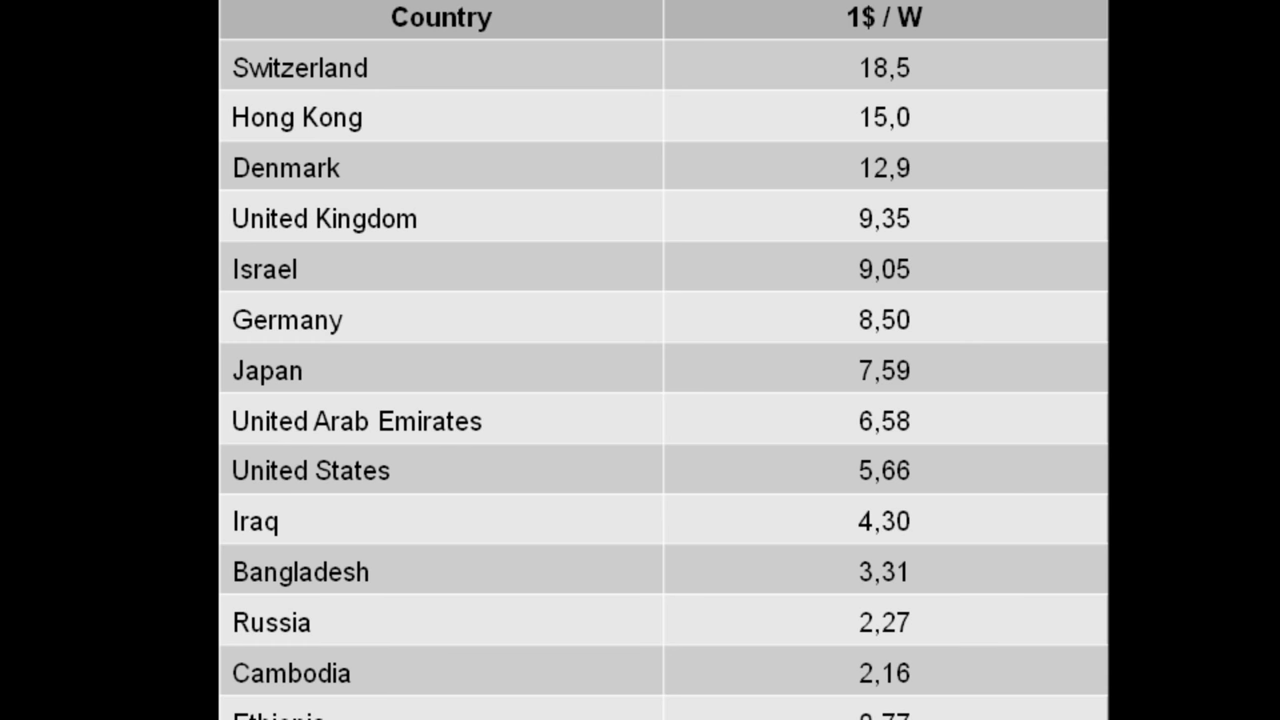 Country 1$ / W
Switzerland 18,5
Hong Kong 15,0
Denmark 12,9
United Kingdom 9,35
Israel 9,05
Germany 8,50
Japan 7,59
United Arab Emirates 6,58
United States 5,66
Iraq 4,30
Bangladesh 3,31
Russia 2,27
Cambodia 2,16